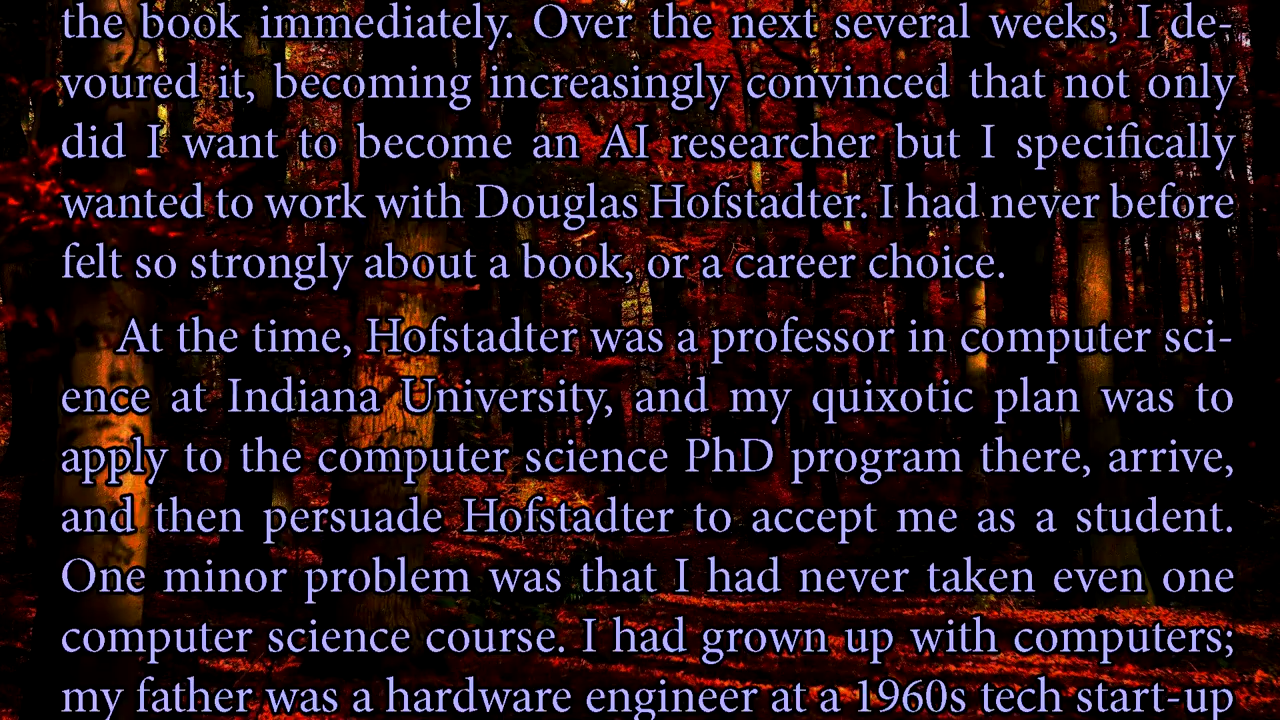 the book immediately. Over the next several weeks, I de-
voured it, becoming increasingly convinced that not only
did I want to become an AI researcher but I specifically
wanted to work with Douglas Hofstadter. I had never before
felt so strongly about a book, or a career choice.
At the time, Hofstadter was a professor in computer sci-
ence at Indiana University, and my quixotic plan was to
apply to the computer science PhD program there, arrive,
and then persuade Hofstadter to accept me as a student.
One minor problem was that I had never taken even one
computer science course. I had grown up with computers;
my father was a hardware engineer at a 1960s tech start-up